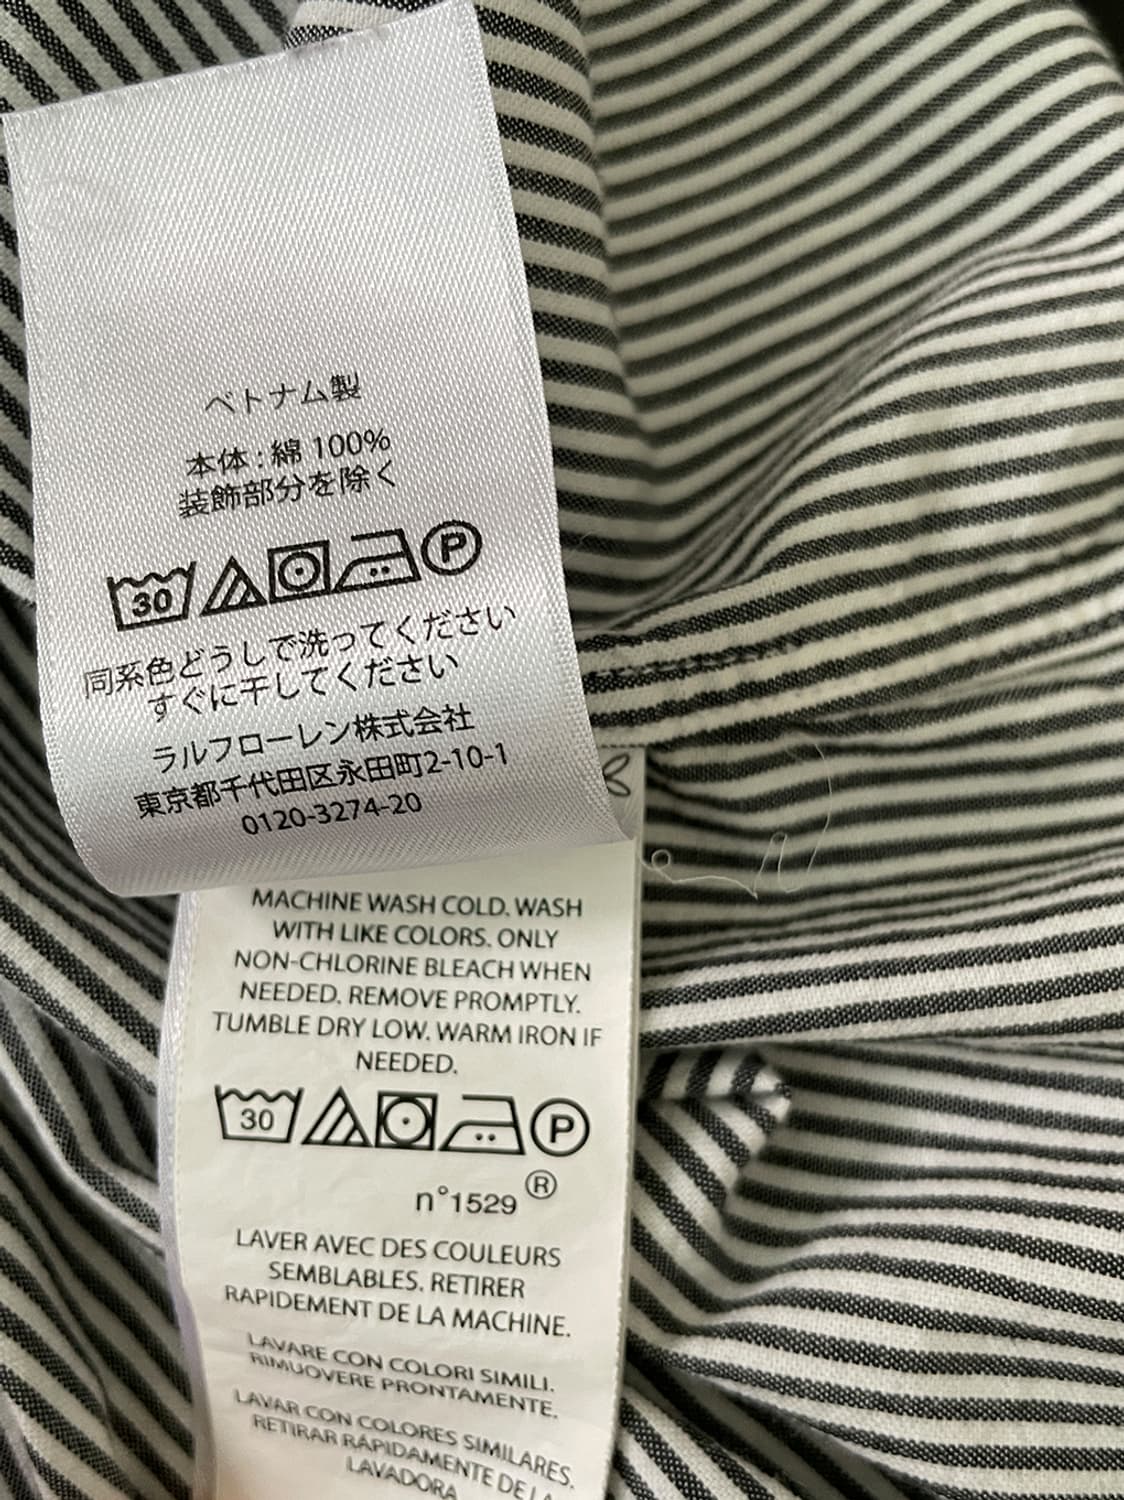 ベトナム製
本体 : 綿 100%
装飾部分を除く
30 P
同系色どうしで洗ってください
すぐに干してください
ラルフローレン株式会社
東京都千代田区永田町2-10-1
0120-3274-20
8
MACHINE WASH COLD. WASH
WITH LIKE COLORS. ONLY
NON-CHLORINE BLEACH WHEN
NEEDED. REMOVE PROMPTLY.
TUMBLE DRY LOW. WARM IRON IF
NEEDED.
30 P
n°1529 ®
LAVER AVEC DES COULEURS
SEMBLABLES. RETIRER
RAPIDEMENT DE LA MACHINE.
LAVARE CON COLORI SIMILI.
RIMUOVERE PRONTAMENTE.
LAVAR CON COLORES SIMILARES.
RETIRAR RÁPIDAMENTE DE LA
LAVADORA